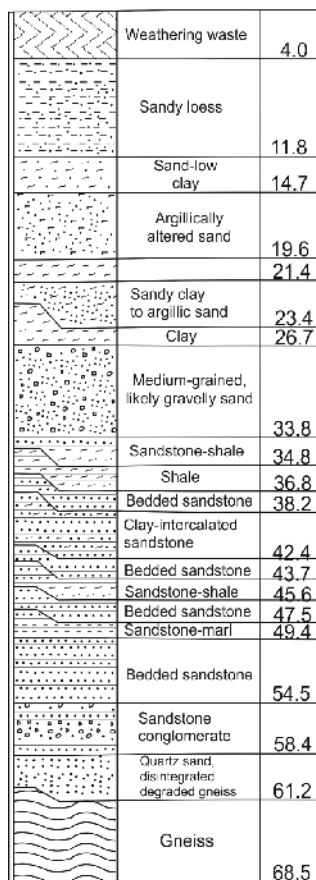 Weathering waste
4.0
Sandy loess
11.8
Sand-low
clay
14.7
Argillically
altered sand
19.6
21.4
Sandy clay
to argillic sand
23.4
Clay
26.7
Medium-grained,
likely gravelly sand
33.8
Sandstone-shale
34.8
Shale
36.8
Bedded sandstone
38.2
Clay-intercalated
sandstone
42.4
Bedded sandstone
43.7
Sandstone-shale
45.6
Bedded sandstone
47.5
Sandstone-marl
49.4
Bedded sandstone
54.5
Sandstone
conglomerate
58.4
Quartz sand,
disintegrated
degraded gneiss
61.2
Gneiss
68.5